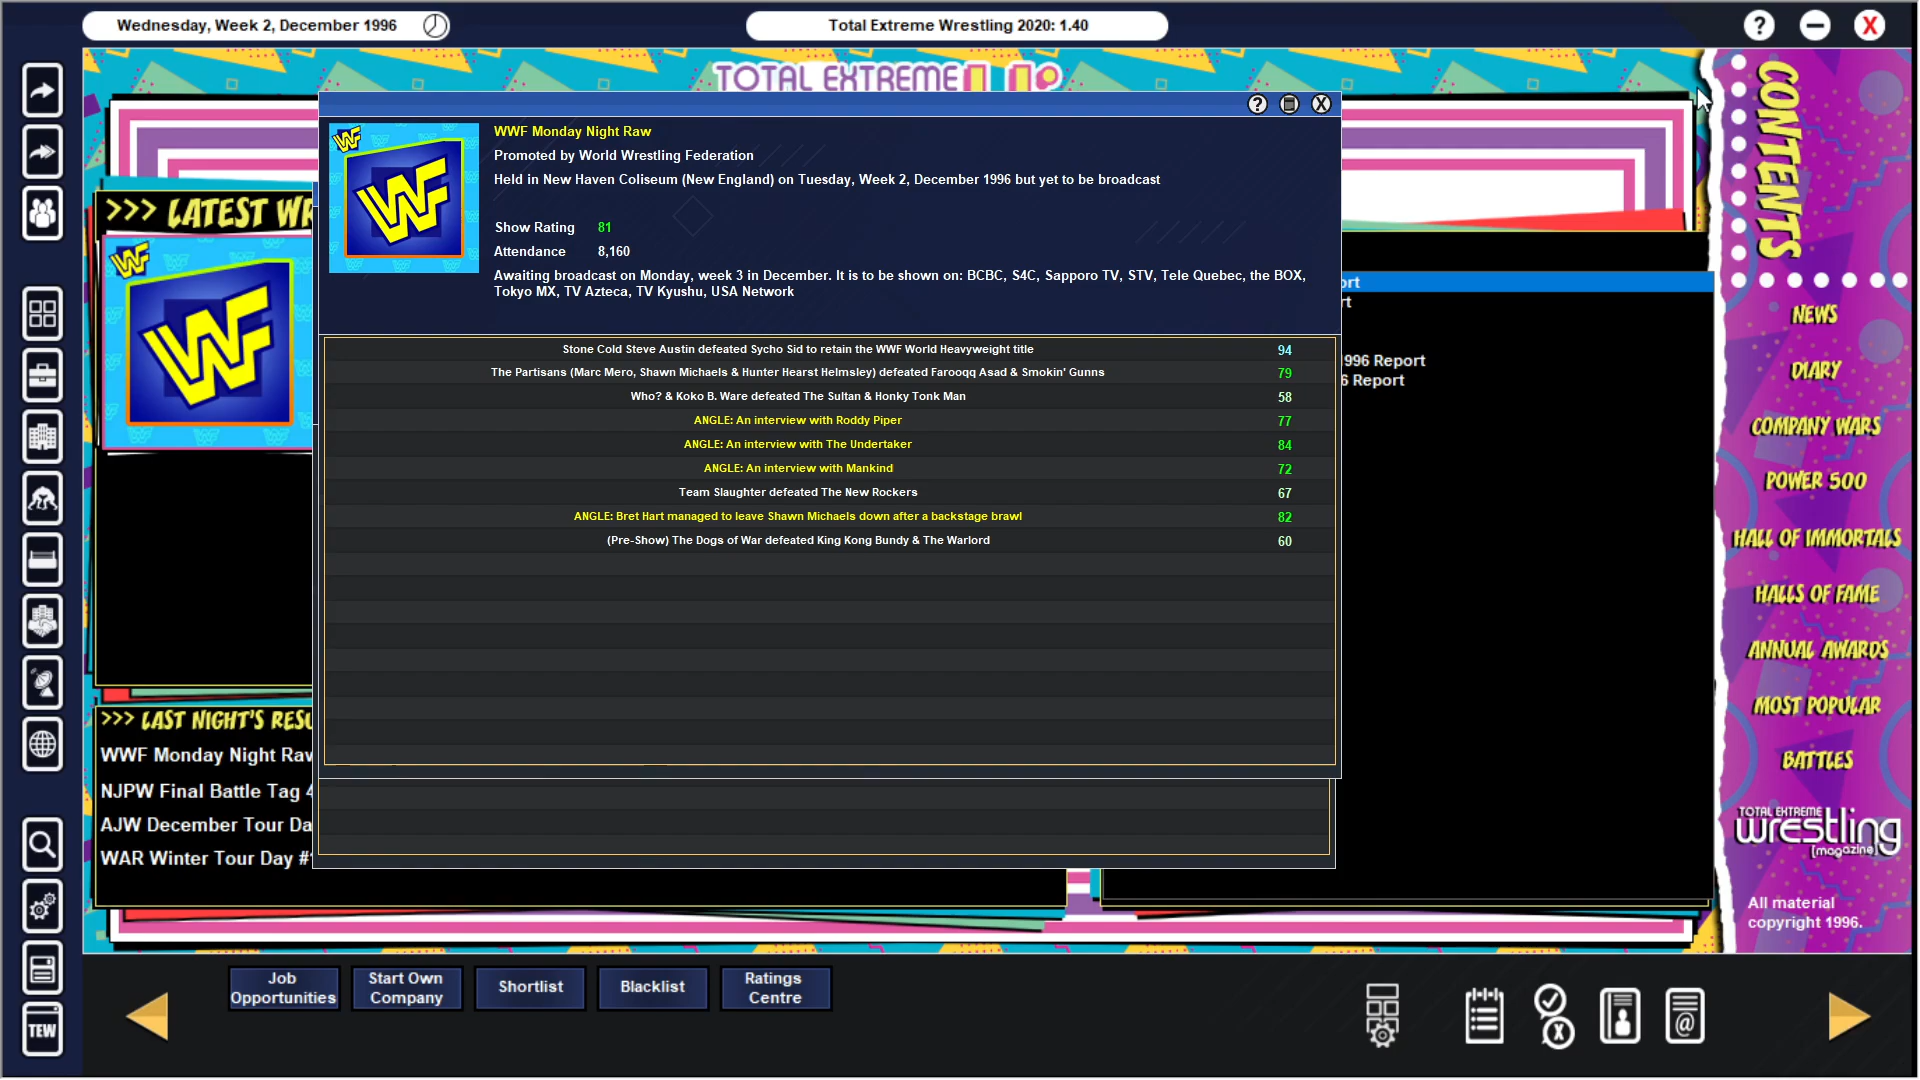 Wednesday, Week 2, December 1996
Total Extreme Wrestling 2020: 1.40
?
X
TOTAL EXTREME
CONTENTS
? X
WWF Monday Night Raw
Promoted by World Wrestling Federation
Held in New Haven Coliseum (New England) on Tuesday, Week 2, December 1996 but yet to be broadcast
Show Rating 81
Attendance 8,160
Awaiting broadcast on Monday, week 3 in December. It is to be shown on: BCBC, S4C, Sapporo TV, STV, Tele Quebec, the BOX,
Tokyo MX, TV Azteca, TV Kyushu, USA Network
Stone Cold Steve Austin defeated Sycho Sid to retain the WWF World Heavyweight title 94
The Partisans (Marc Mero, Shawn Michaels & Hunter Hearst Helmsley) defeated Farooqq Asad & Smokin' Gunns 79
Who? & Koko B. Ware defeated The Sultan & Honky Tonk Man 58
ANGLE: An interview with Roddy Piper 77
ANGLE: An interview with The Undertaker 84
ANGLE: An interview with Mankind 72
Team Slaughter defeated The New Rockers 67
ANGLE: Bret Hart managed to leave Shawn Michaels down after a backstage brawl 82
(Pre-Show) The Dogs of War defeated King Kong Bundy & The Warlord 60
>>> LATEST WR
ort
rt
1996 Report
6 Report
>>> LAST NIGHT'S RESU
WWF Monday Night Raw
NJPW Final Battle Tag 4
AJW December Tour Da
WAR Winter Tour Day #
NEWS
DIARY
COMPANY WARS
POWER 500
HALL OF IMMORTALS
HALLS OF FAME
ANNUAL AWARDS
MOST POPULAR
BATTLES
TOTAL EXTREME
wrestling
[magazine]
All material
copyright 1996.
TEW
Job
Opportunities
Start Own
Company
Shortlist
Blacklist
Ratings
Centre